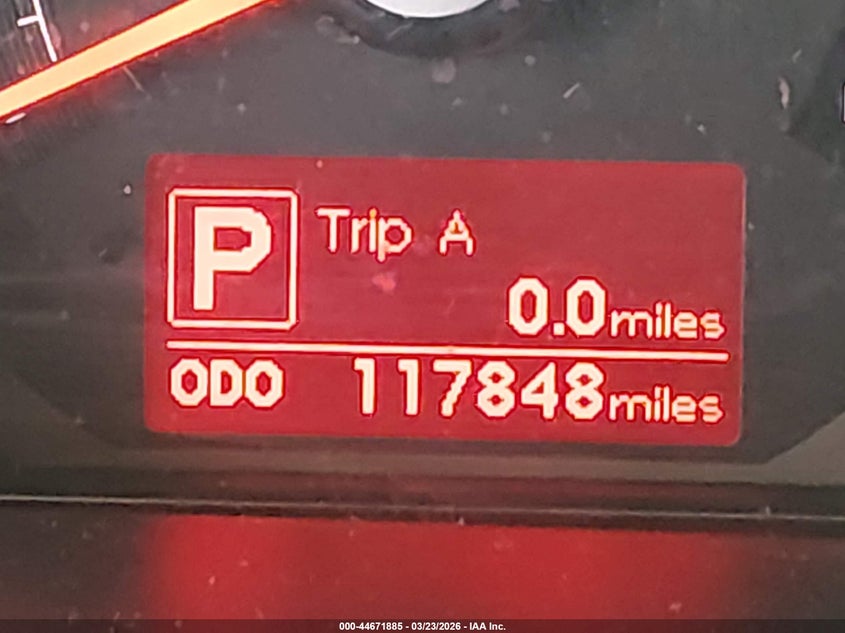 P
Trip A
0.0miles
ODO 117848miles
000-44671885 - 03/23/2026 - IAA Inc.